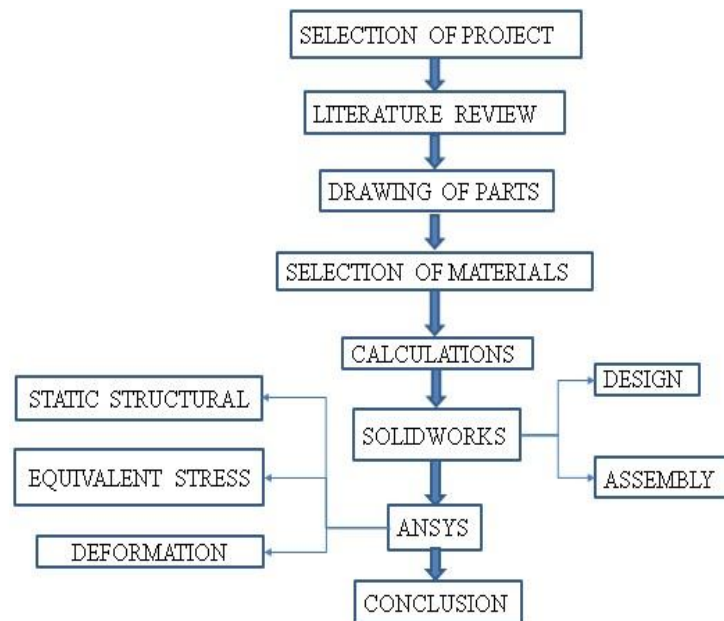 SELECTION OF PROJECT
LITERATURE REVIEW
DRAWING OF PARTS
SELECTION OF MATERIALS
CALCULATIONS
DESIGN
STATIC STRUCTURAL
SOLIDWORKS
EQUIVALENT STRESS
ASSEMBLY
ANSYS
DEFORMATION
CONCLUSION